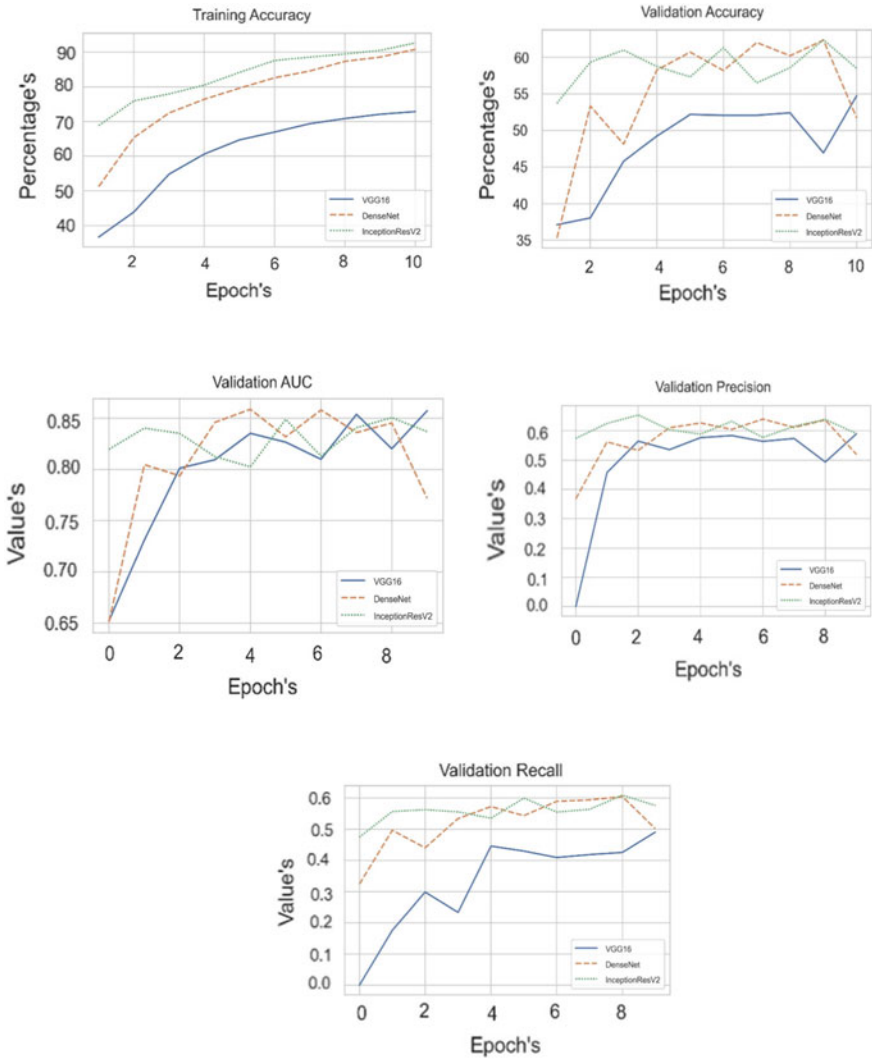 Training Accuracy
Percentage's
90
80
70
60
50
40
VGG16
DenseNet
InceptionResV2
2
4
6
8
10
Epoch's
Validation Accuracy
Percentage's
60
55
50
45
40
35
VGG16
DenseNet
InceptionResV2
2
4
6
8
10
Epoch's
Validation AUC
Value's
0.85
0.80
0.75
0.70
0.65
VGG16
DenseNet
InceptionResV2
0
2
4
6
8
Epoch's
Validation Precision
Value's
0.6
0.5
0.4
0.3
0.2
0.1
0.0
VGG16
DenseNet
InceptionResV2
0
2
4
6
8
Epoch's
Validation Recall
Value's
0.6
0.5
0.4
0.3
0.2
0.1
0.0
VGG16
DenseNet
InceptionResV2
0
2
4
6
8
Epoch's